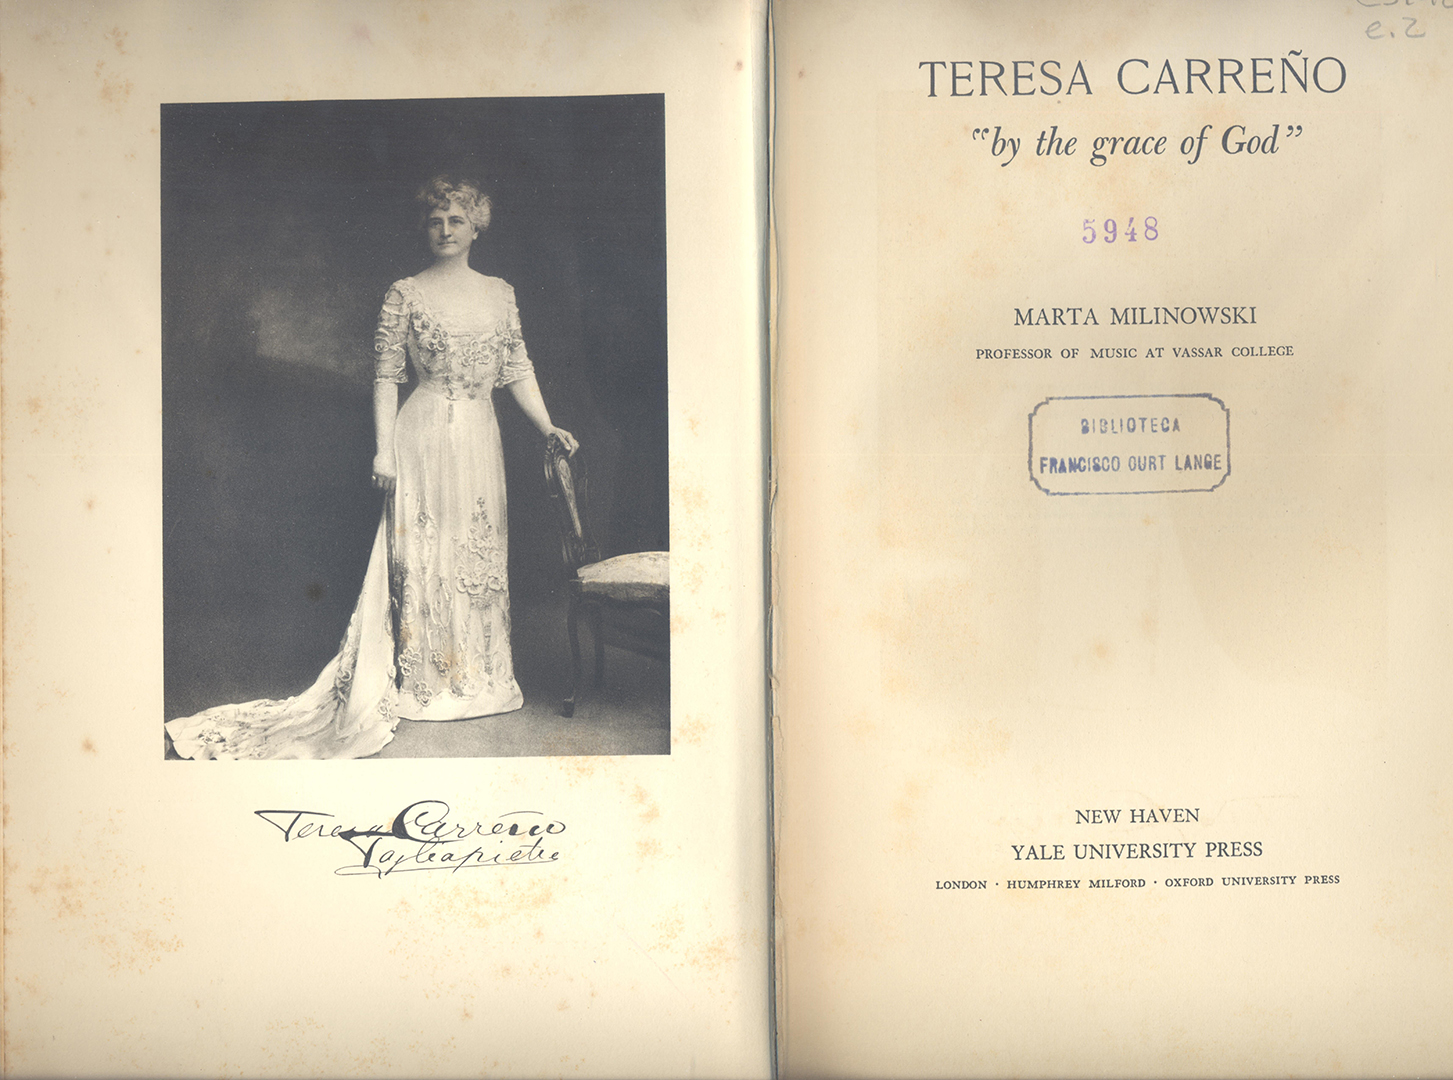 Teresa Carreño
Tagliapietra
e.2
TERESA CARREÑO
“by the grace of God”
5948
MARTA MILINOWSKI
PROFESSOR OF MUSIC AT VASSAR COLLEGE
BIBLIOTECA
FRANCISCO CURT LANGE
NEW HAVEN
YALE UNIVERSITY PRESS
LONDON · HUMPHREY MILFORD · OXFORD UNIVERSITY PRESS